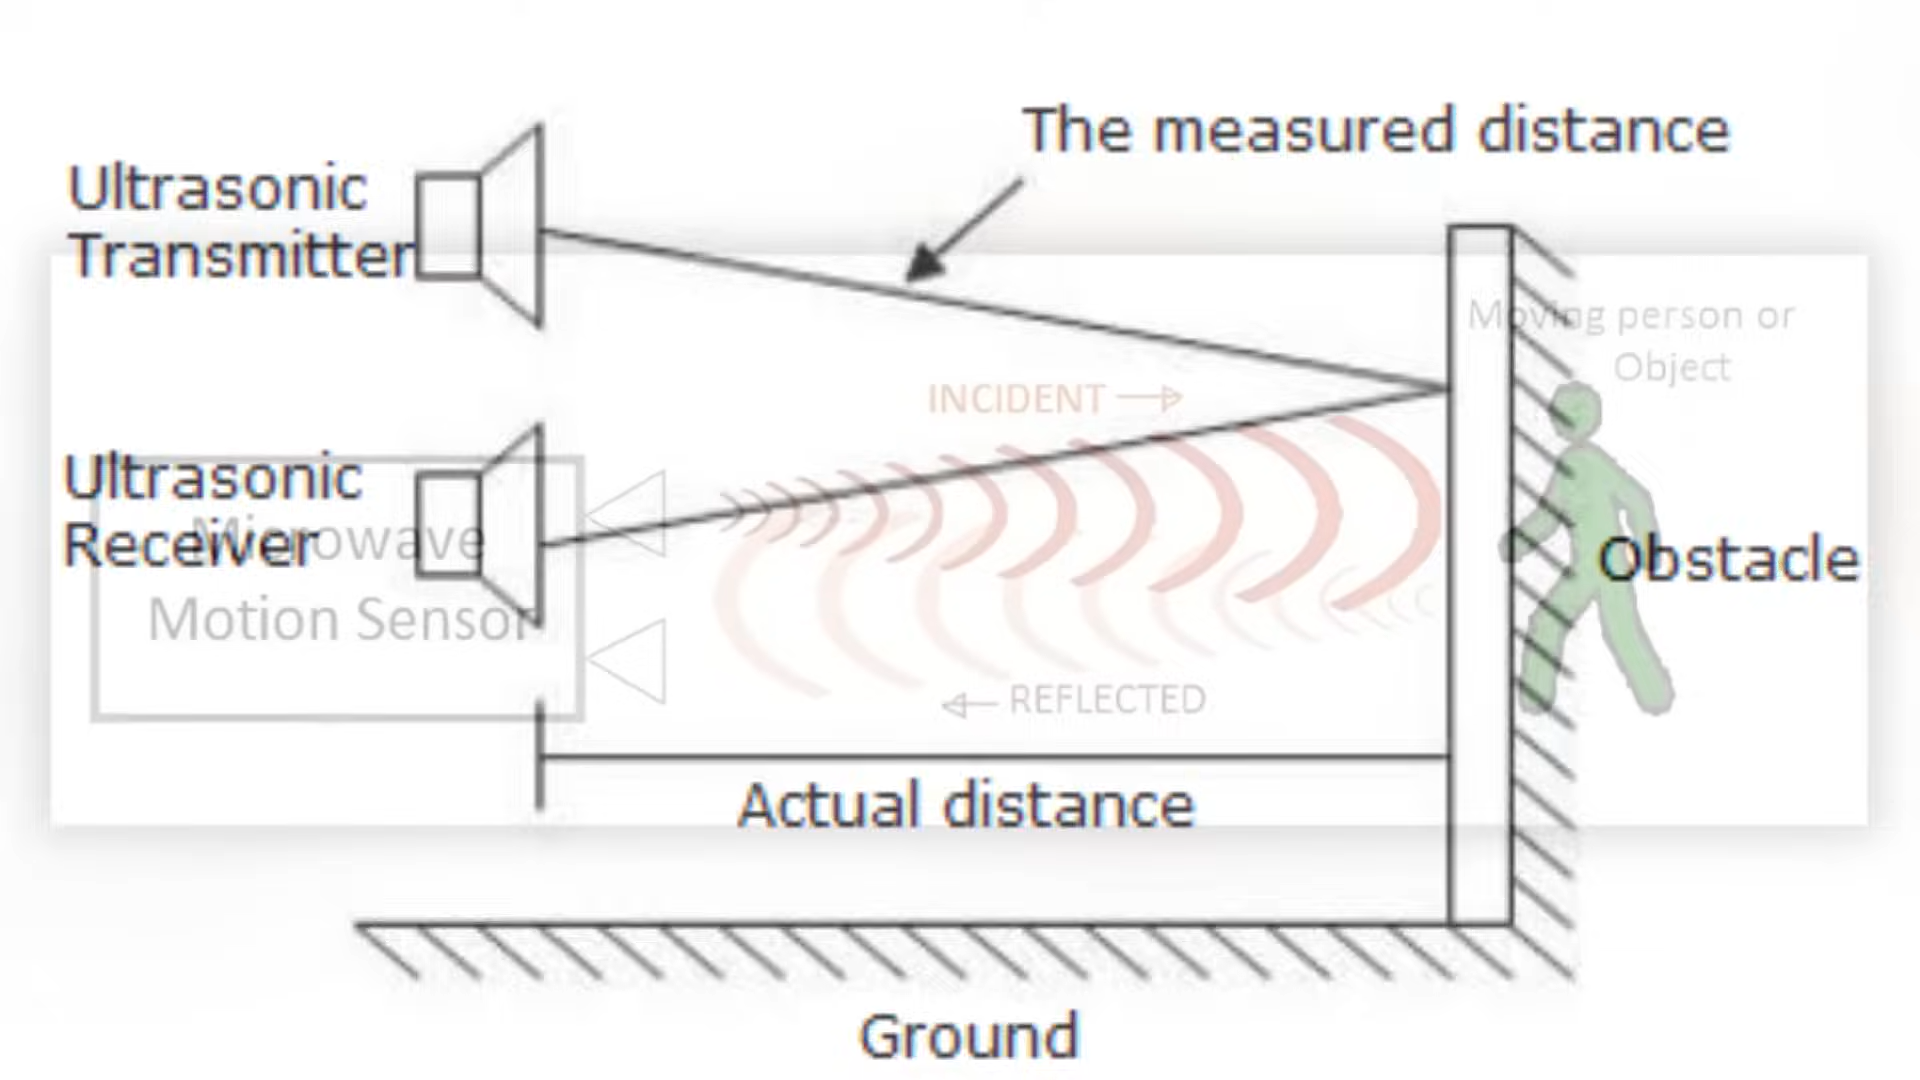 The measured distance
Ultrasonic
Transmitter
Moving person or
Object
INCIDENT
Ultrasonic
Receiver
Microwave
Motion Sensor
Obstacle
REFLECTED
Actual distance
Ground